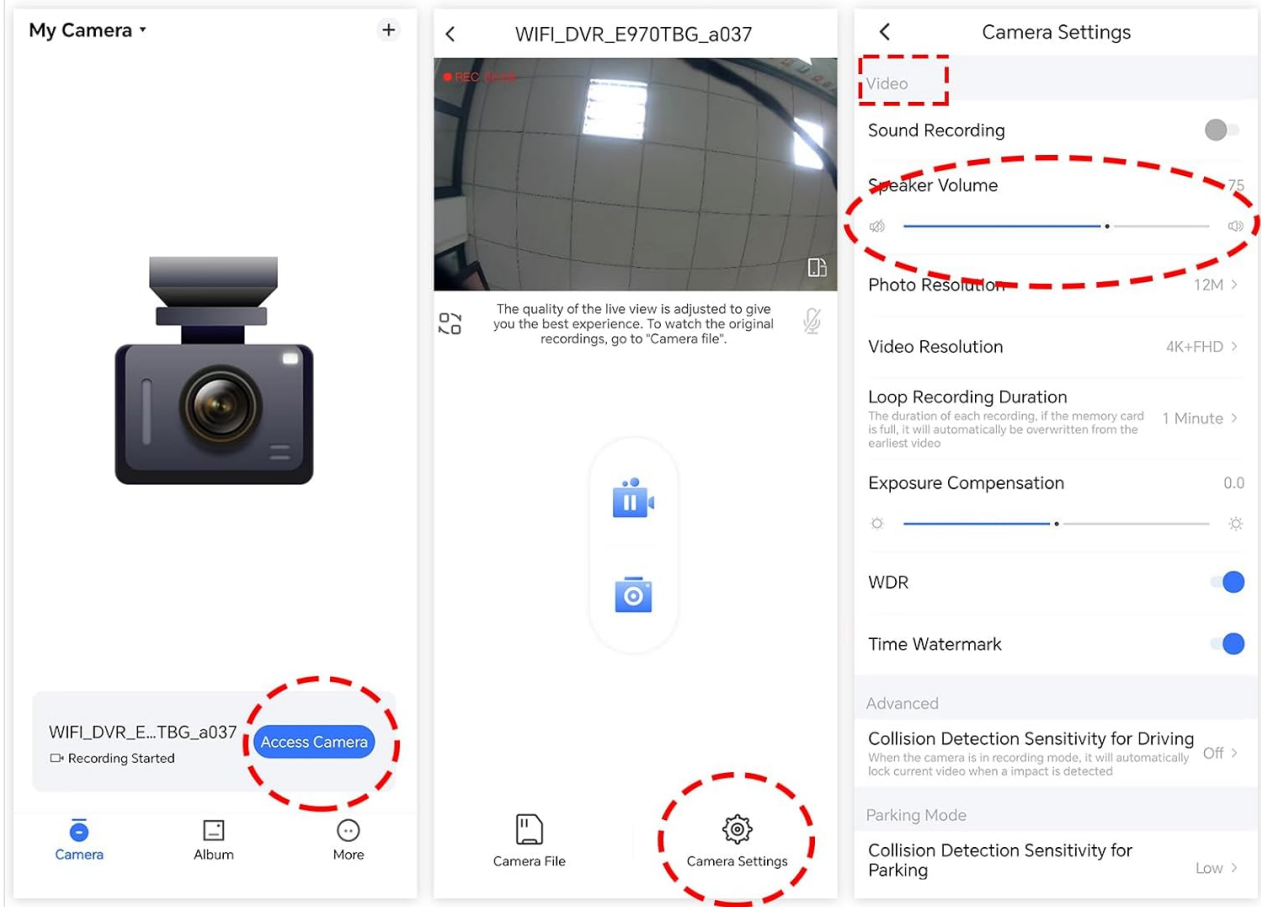 My Camera
WIFI_DVR_E...TBG_a037
Recording Started
Access Camera
Camera
Album
More
WIFI_DVR_E970TBG_a037
REC
The quality of the live view is adjusted to give
you the best experience. To watch the original
recordings, go to "Camera file".
Camera File
Camera Settings
Camera Settings
Video
Sound Recording
Speaker Volume
75
Photo Resolution
12M
Video Resolution
4K+FHD
Loop Recording Duration
The duration of each recording, if the memory card
is full, it will automatically be overwritten from the
earliest video
1 Minute
Exposure Compensation
0.0
WDR
Time Watermark
Advanced
Collision Detection Sensitivity for Driving
When the camera is in recording mode, it will automatically
lock current video when a impact is detected
Off
Parking Mode
Collision Detection Sensitivity for
Parking
Low